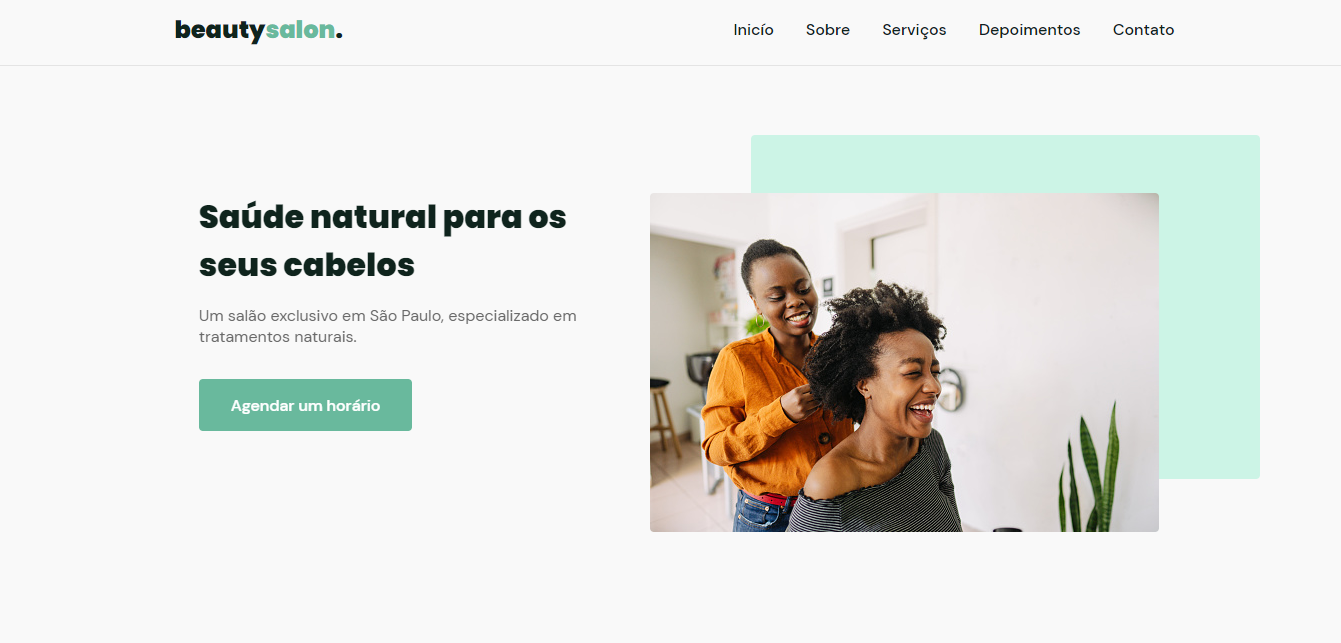 beautysalon.
Inicío
Sobre
Serviços
Depoimentos
Contato
Saúde natural para os
seus cabelos
Um salão exclusivo em São Paulo, especializado em
tratamentos naturais.
Agendar um horário